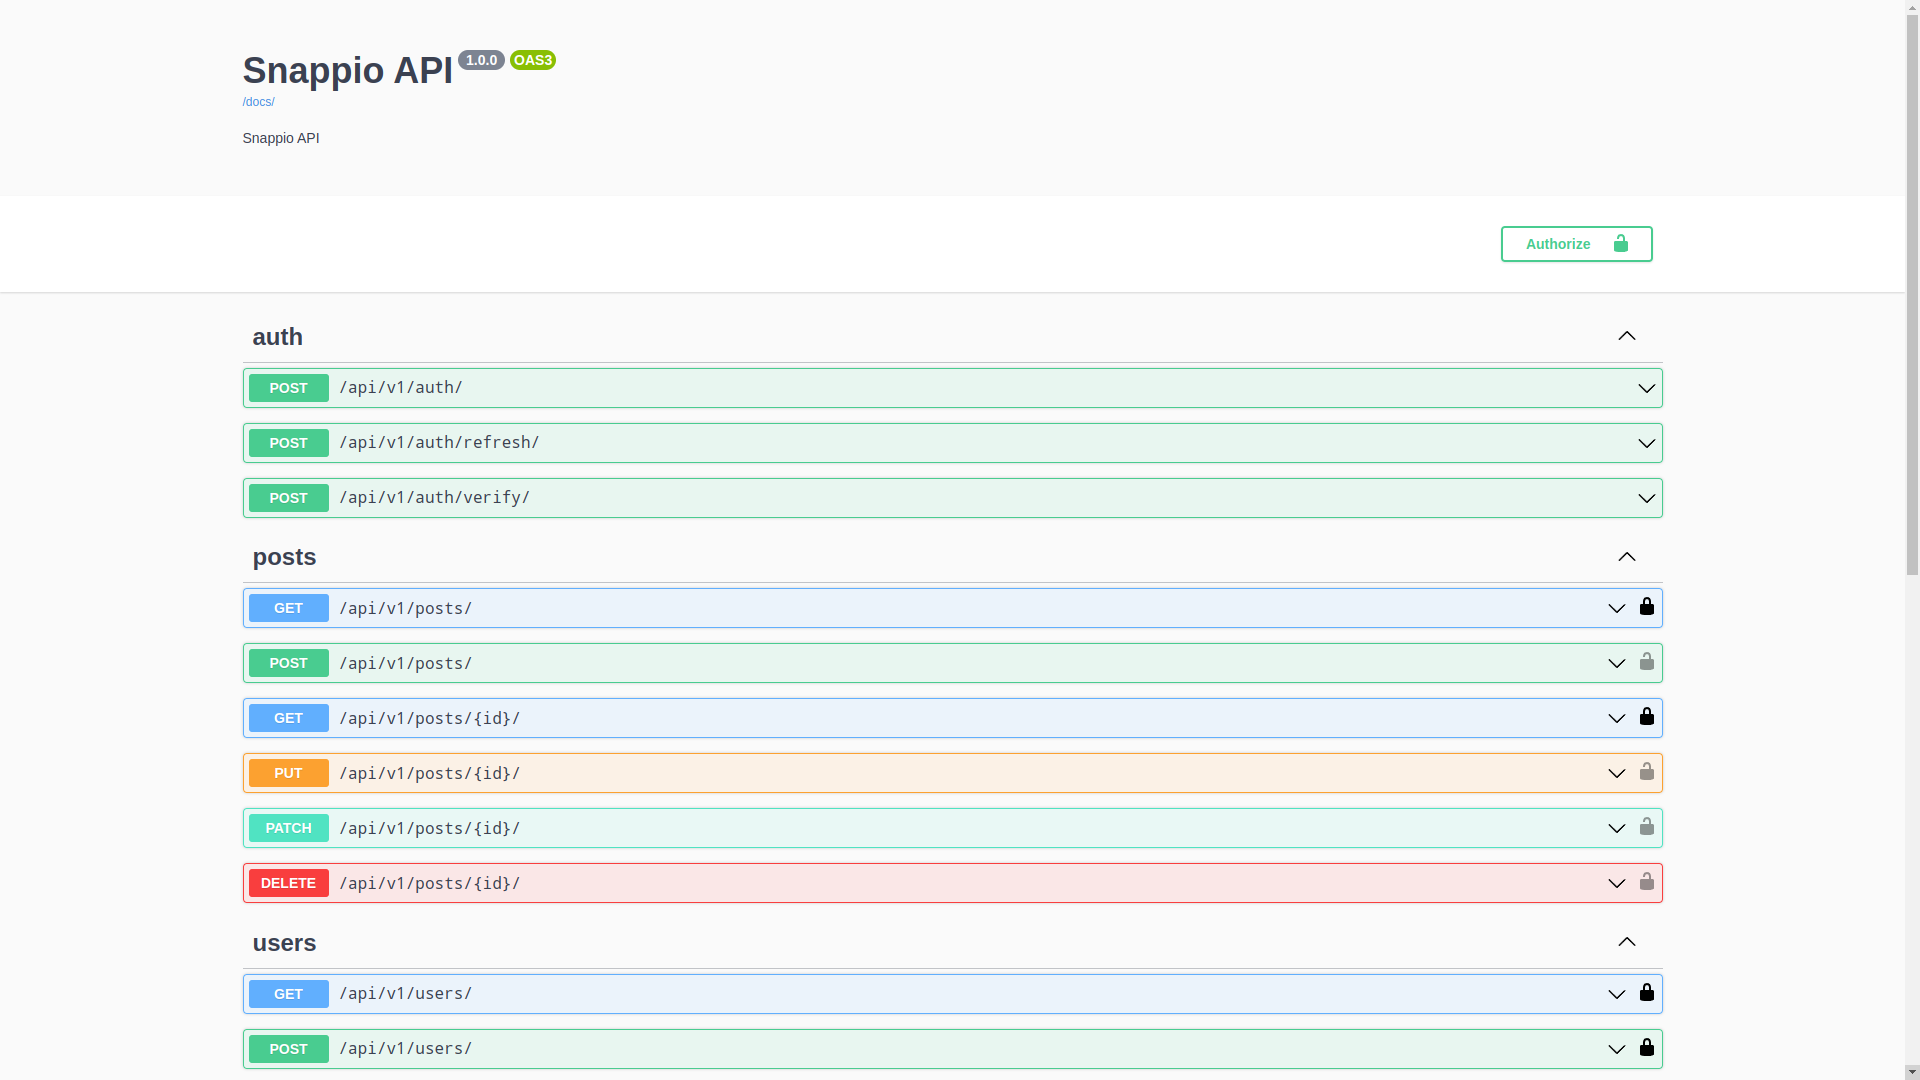 Snappio API 1.0.0 OAS3
/docs/
Snappio API
Authorize
auth
POST /api/v1/auth/
POST /api/v1/auth/refresh/
POST /api/v1/auth/verify/
posts
GET /api/v1/posts/
POST /api/v1/posts/
GET /api/v1/posts/{id}/
PUT /api/v1/posts/{id}/
PATCH /api/v1/posts/{id}/
DELETE /api/v1/posts/{id}/
users
GET /api/v1/users/
POST /api/v1/users/